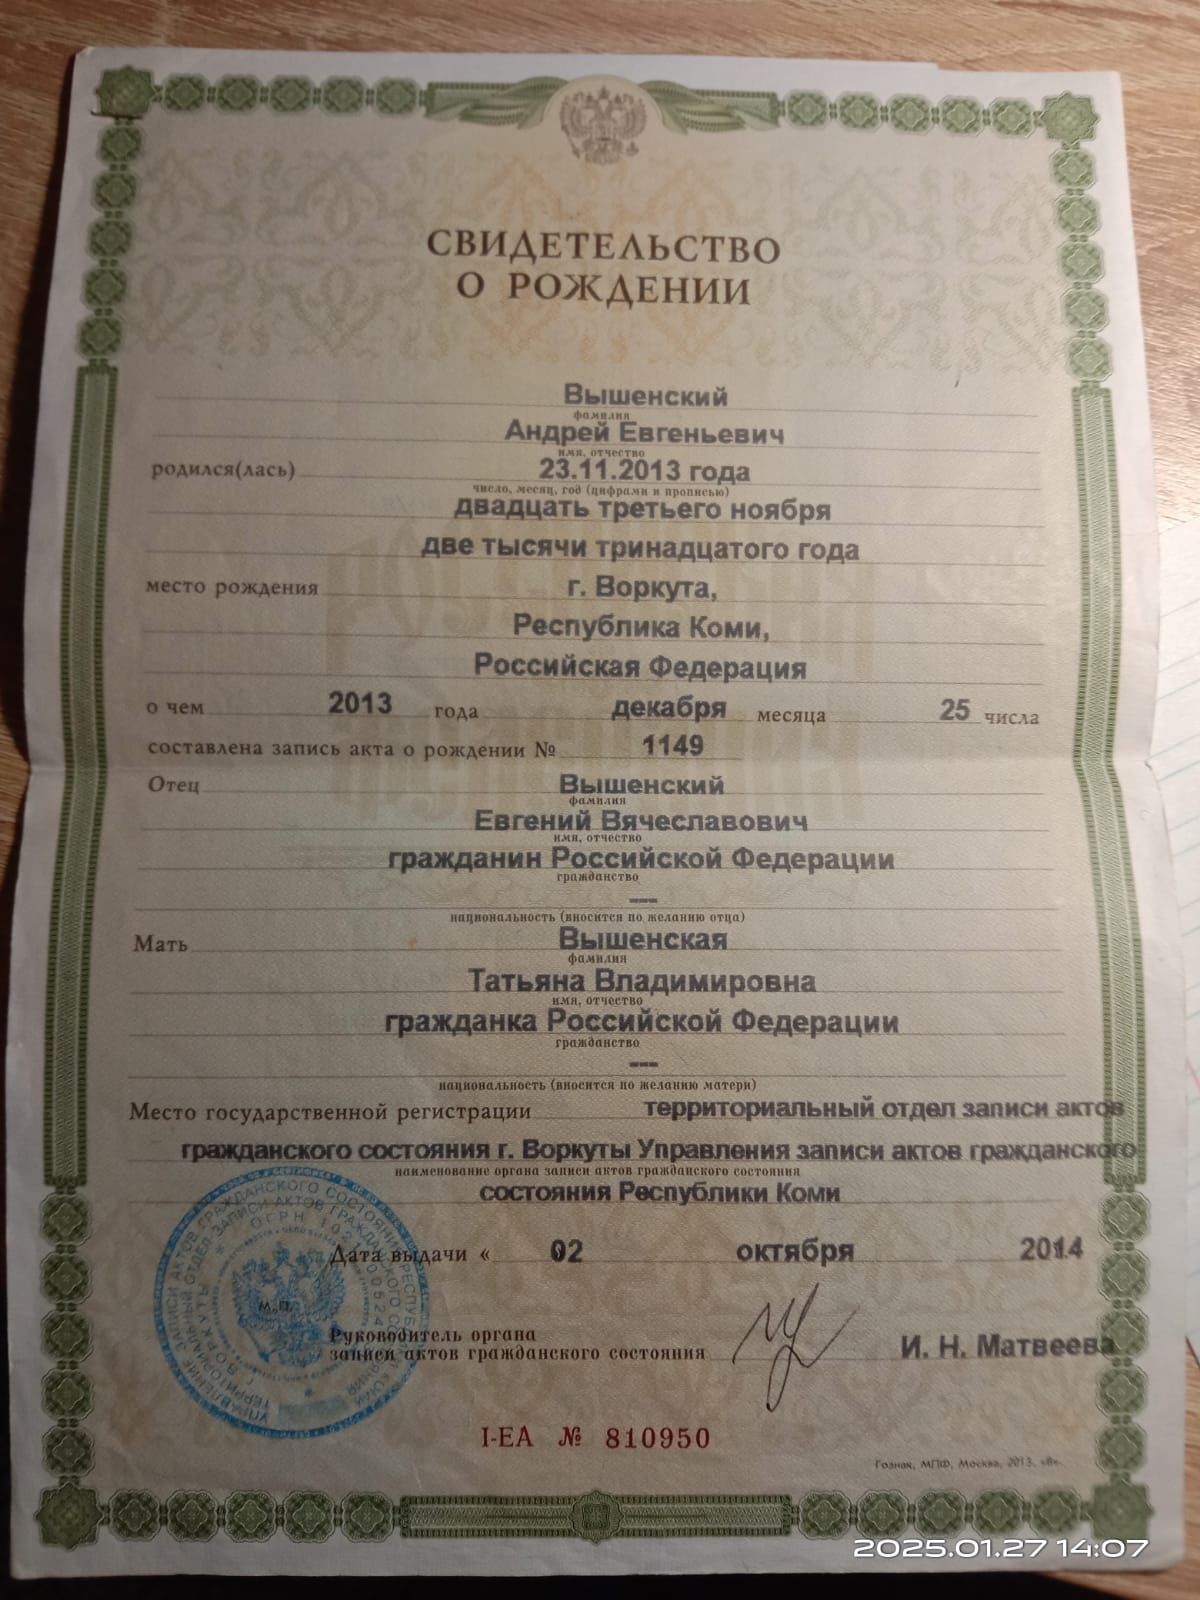 СВИДЕТЕЛЬСТВО
О РОЖДЕНИИ
Вышенский
фамилия
Андрей Евгеньевич
имя, отчество
родился(лась) 23.11.2013 года
число, месяц, год (цифрами и прописью)
двадцать третьего ноября
две тысячи тринадцатого года
место рождения г. Воркута,
Республика Коми,
Российская Федерация
о чем 2013 года декабря месяца 25 числа
составлена запись акта о рождении № 1149
Отец Вышенский
фамилия
Евгений Вячеславович
имя, отчество
гражданин Российской Федерации
гражданство
---
национальность (вносится по желанию отца)
Мать Вышенская
фамилия
Татьяна Владимировна
имя, отчество
гражданка Российской Федерации
гражданство
---
национальность (вносится по желанию матери)
Место государственной регистрации территориальный отдел записи актов
гражданского состояния г. Воркуты Управления записи актов гражданского
наименование органа записи актов гражданского состояния
состояния Республики Коми
Дата выдачи « 02 октября 2014
М.П.
Руководитель органа
записи актов гражданского состояния И. Н. Матвеева
I-ЕА № 810950
Гознак, МПФ, Москва, 2013, «В».
2025.01.27 14:07